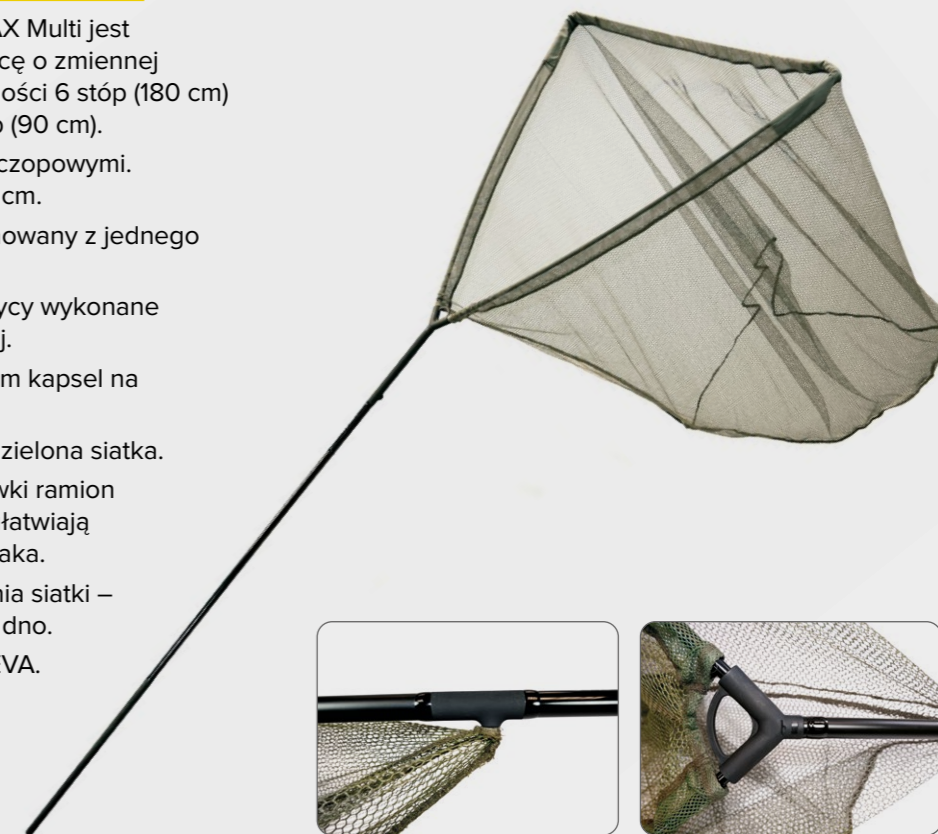 X Multi jest
cę o zmiennej
ości 6 stóp (180 cm)
(90 cm).
czopowymi.
cm.
owany z jednego
ycy wykonane
j.
m kapsel na
zielona siatka.
wki ramion
łatwiają
aka.
nia siatki –
dno.
EVA.